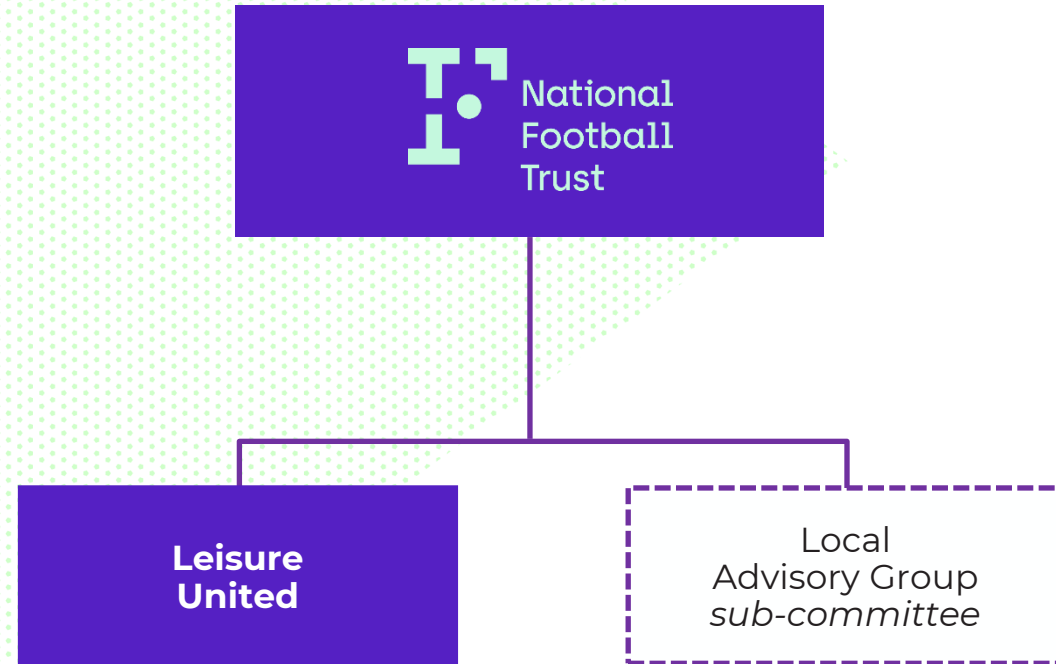 National
Football
Trust
Leisure
United
Local
Advisory Group
sub-committee